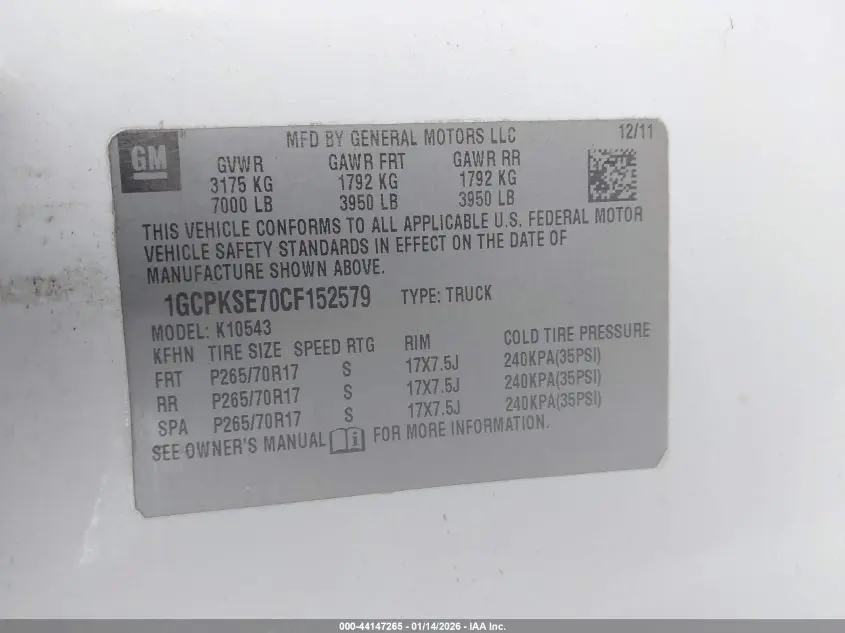 GM
MFD BY GENERAL MOTORS LLC 12/11
GVWR GAWR FRT GAWR RR
3175 KG 1792 KG 1792 KG
7000 LB 3950 LB 3950 LB
THIS VEHICLE CONFORMS TO ALL APPLICABLE U.S. FEDERAL MOTOR
VEHICLE SAFETY STANDARDS IN EFFECT ON THE DATE OF
MANUFACTURE SHOWN ABOVE.
1GCPKSE70CF152579 TYPE: TRUCK
MODEL: K10543
KFHN TIRE SIZE SPEED RTG RIM COLD TIRE PRESSURE
FRT P265/70R17 S 17X7.5J 240KPA(35PSI)
RR P265/70R17 S 17X7.5J 240KPA(35PSI)
SPA P265/70R17 S 17X7.5J 240KPA(35PSI)
SEE OWNER'S MANUAL FOR MORE INFORMATION.
000-44147265 - 01/14/2026 - IAA Inc.